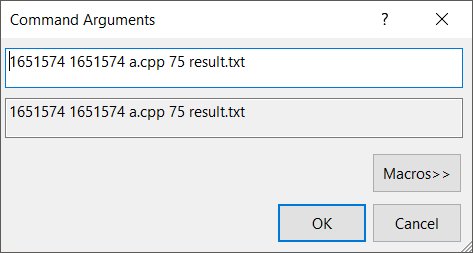 Command Arguments
?
1651574 1651574 a.cpp 75 result.txt
1651574 1651574 a.cpp 75 result.txt
Macros>>
OK Cancel